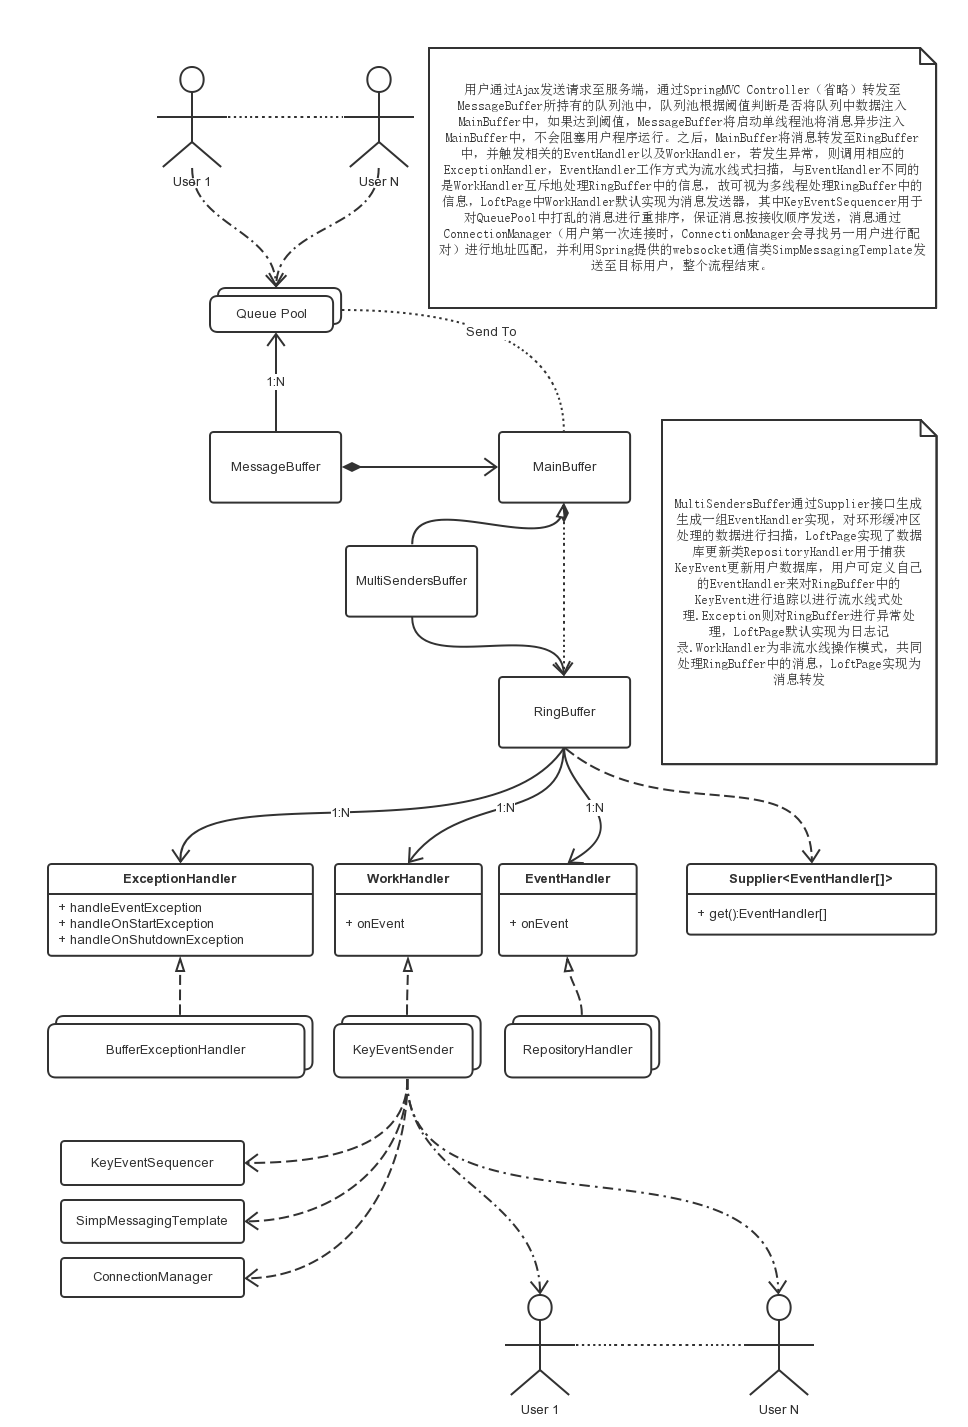 用户通过Ajax发送请求至服务端, 通过SpringMVC Controller（省略）转发至
MessageBuffer所持有的队列池中, 队列池根据阈值判断是否将队列中数据注入
MainBuffer中, 如果达到阈值, MessageBuffer将启动单线程池将消息异步注入
MainBuffer中, 不会阻塞用户程序运行。之后, MainBuffer将消息转发至RingBuffer
中, 并触发相关的EventHandler以及WorkHandler, 若发生异常, 则调用相应的
ExceptionHandler, EventHandler工作方式为流水线式扫描, 与EventHandler不同的
是WorkHandler互斥地处理RingBuffer中的信息, 故可视为多线程处理RingBuffer中的
信息, LoftPage中WorkHandler默认实现为消息发送器, 其中KeyEventSequencer用于
对QueuePool中打乱的消息进行重排序, 保证消息按接收顺序发送, 消息通过
ConnectionManager（用户第一次连接时, ConnectionManager会寻找另一用户进行配
对）进行地址匹配, 并利用Spring提供的websocket通信类SimpMessagingTemplate发
送至目标用户, 整个流程结束。
User 1
User N
Queue Pool
Send To
1:N
MessageBuffer
MainBuffer
MultiSendersBuffer
MultiSendersBuffer通过Supplier接口生成
生成一组EventHandler实现, 对环形缓冲区
处理的数据进行扫描, LoftPage实现了数据
库更新类RepositoryHandler用于捕获
KeyEvent更新用户数据库, 用户可定义自己
的EventHandler来对RingBuffer中的
KeyEvent进行追踪以进行流水线式处
理.Exception则对RingBuffer进行异常处
理, LoftPage默认实现为日志记
录.WorkHandler为非流水线操作模式, 共同
处理RingBuffer中的消息, LoftPage实现为
消息转发
RingBuffer
1:N
1:N
1:N
ExceptionHandler
+ handleEventException
+ handleOnStartException
+ handleOnShutdownException
WorkHandler
+ onEvent
EventHandler
+ onEvent
Supplier<EventHandler[]>
+ get():EventHandler[]
BufferExceptionHandler
KeyEventSender
RepositoryHandler
KeyEventSequencer
SimpMessagingTemplate
ConnectionManager
User 1
User N